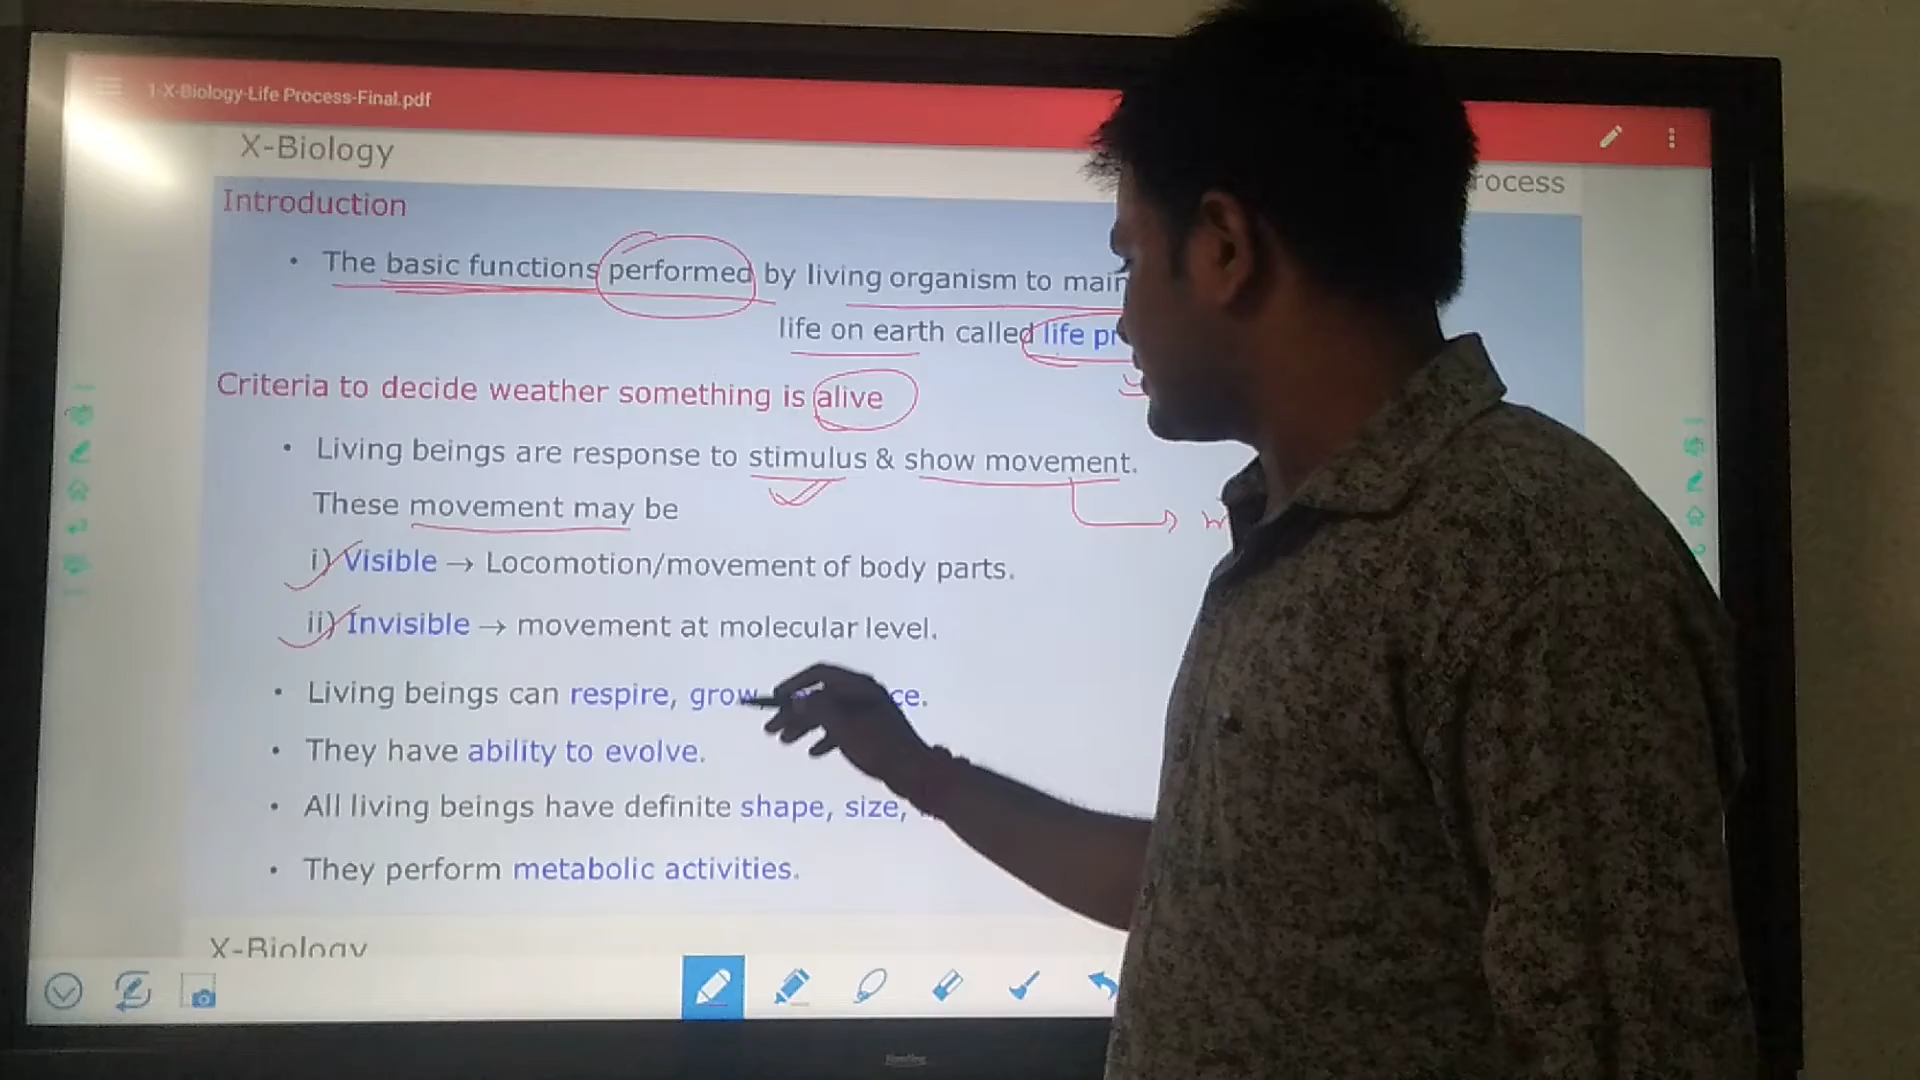 1-X-Biology-Life Process-Final.pdf
X-Biology
rocess
Introduction
• The basic functions performed by living organism to main
life on earth called life pr
Criteria to decide weather something is alive
• Living beings are response to stimulus & show movement.
These movement may be
i) Visible → Locomotion/movement of body parts.
ii) Invisible → movement at molecular level.
• Living beings can respire, grow, ce.
• They have ability to evolve.
• All living beings have definite shape, size,
• They perform metabolic activities.
X-Biology